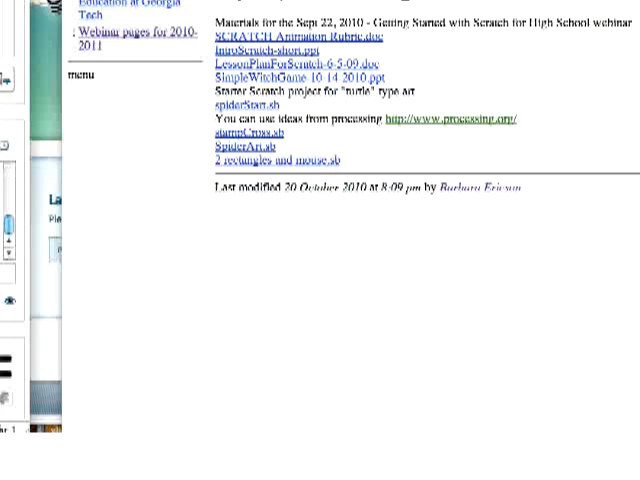 Education at Georgia
Tech
Webinar pages for 2010-
2011
menu
Materials for the Sept 22, 2010 - Getting Started with Scratch for High School webinar
SCRATCH Animation Rubric.doc
IntroScratch-short.ppt
LessonPlanForScratch-6-5-09.doc
SimpleWitchGame-10-14-2010.ppt
Starter Scratch project for "turtle" type art
spiderStart.sb
You can use ideas from processing http://www.processing.org/
stampCross.sb
SpiderArt.sb
2 rectangles and mouse.sb
Last modified 20 October 2010 at 8:09 pm by Barbara Ericson
La
Ple